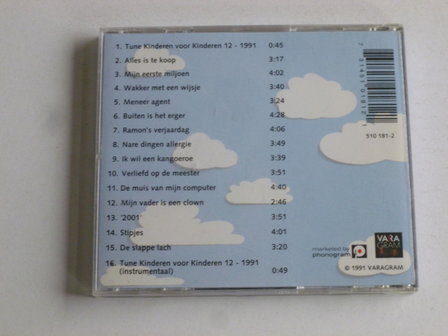 1. Tune Kinderen voor Kinderen 12 - 1991 0:45
2. Alles is te koop 3:17
3. Mijn eerste miljoen 4:02
4. Wakker met een wijsje 3:40
5. Meneer agent 3:24
6. Buiten is het erger 4:28
7. Ramon's verjaardag 4:06
8. Nare dingen allergie 3:49
9. Ik wil een kangoeroe 3:39
10. Verliefd op de meester 3:51
11. De muis van mijn computer 4:40
12. Mijn vader is een clown 2:46
13. '2001' 3:51
14. Stipjes 4:01
15. De slappe lach 3:20
16. Tune Kinderen voor Kinderen 12 - 1991
(instrumentaal) 0:49
510 181-2
marketed by
phonogram
VARA
GRAM
© 1991 VARAGRAM